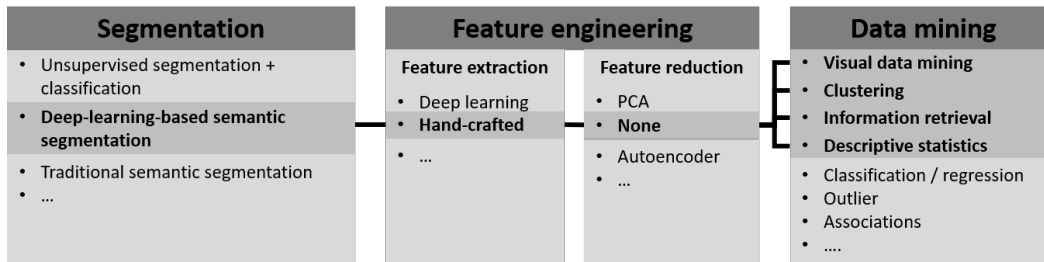 Segmentation
• Unsupervised segmentation +
classification
• Deep-learning-based semantic
segmentation
• Traditional semantic segmentation
• ...
Feature engineering
Feature extraction
• Deep learning
• Hand-crafted
• ...
Feature reduction
• PCA
• None
• Autoencoder
• ...
Data mining
• Visual data mining
• Clustering
• Information retrieval
• Descriptive statistics
• Classification / regression
• Outlier
• Associations
• ....